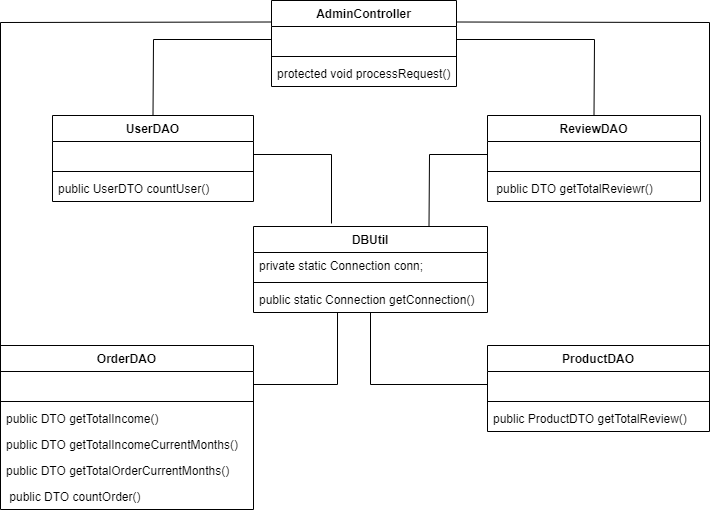 AdminController
protected void processRequest()
UserDAO
public UserDTO countUser()
ReviewDAO
public DTO getTotalReviewr()
DBUtil
private static Connection conn;
public static Connection getConnection()
OrderDAO
public DTO getTotalIncome()
public DTO getTotalIncomeCurrentMonths()
public DTO getTotalOrderCurrentMonths()
public DTO countOrder()
ProductDAO
public ProductDTO getTotalReview()